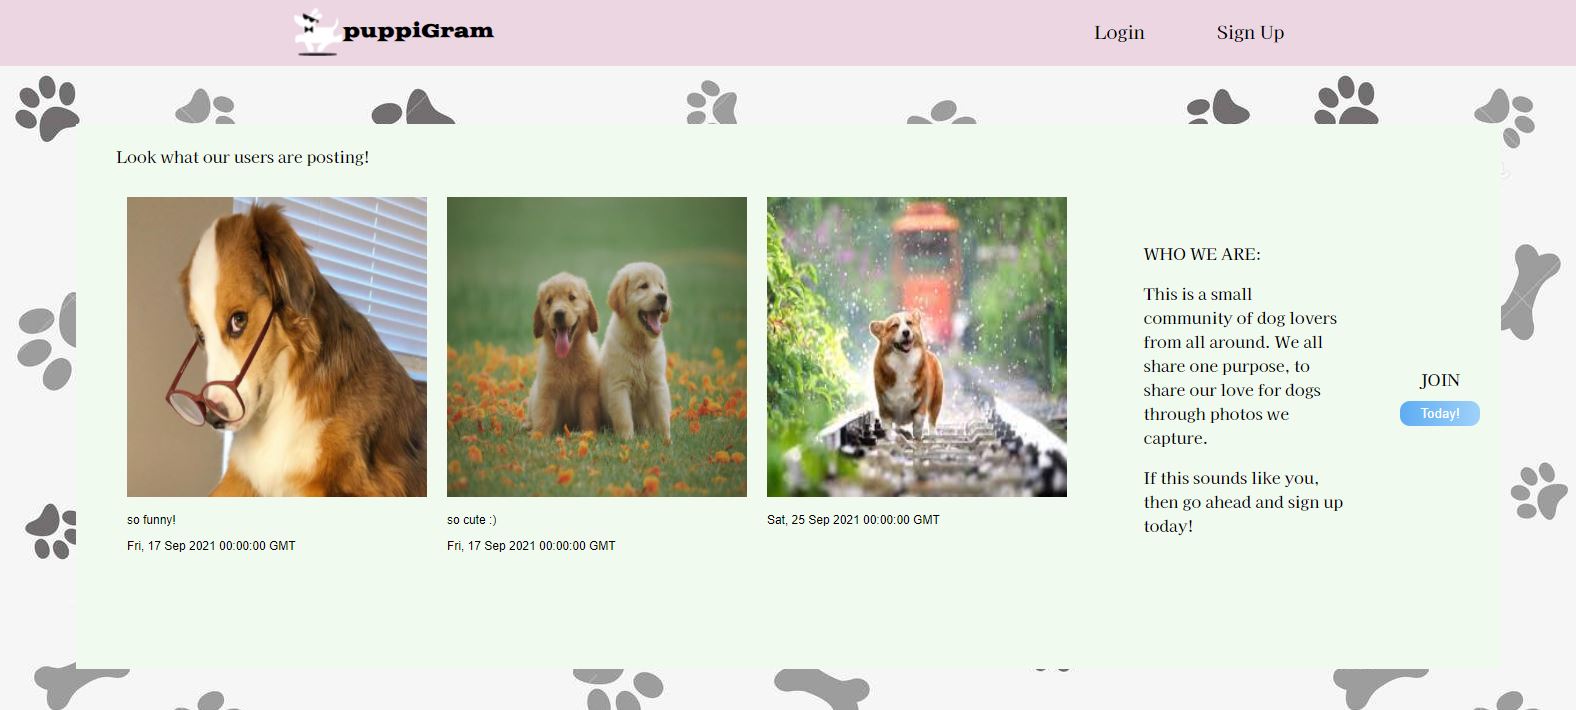 puppiGram
Login
Sign Up
Look what our users are posting!
so funny!
Fri, 17 Sep 2021 00:00:00 GMT
so cute :)
Fri, 17 Sep 2021 00:00:00 GMT
Sat, 25 Sep 2021 00:00:00 GMT
WHO WE ARE:
This is a small
community of dog lovers
from all around. We all
share one purpose, to
share our love for dogs
through photos we
capture.
If this sounds like you,
then go ahead and sign up
today!
JOIN
Today!